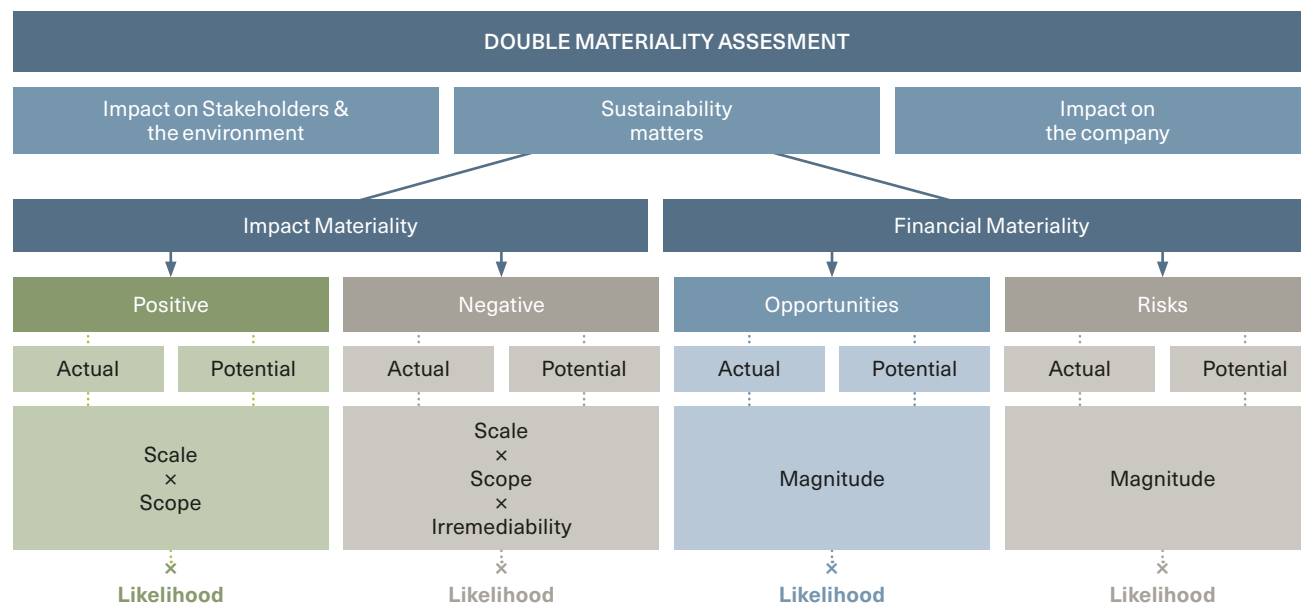 DOUBLE MATERIALITY ASSESMENT
Impact on Stakeholders &
the environment
Sustainability
matters
Impact on
the company
Impact Materiality
Financial Materiality
Positive
Negative
Opportunities
Risks
Actual
Potential
Actual
Potential
Actual
Potential
Actual
Potential
Scale
×
Scope
Scale
×
Scope
×
Irremediability
Magnitude
Magnitude
×
Likelihood
×
Likelihood
×
Likelihood
×
Likelihood